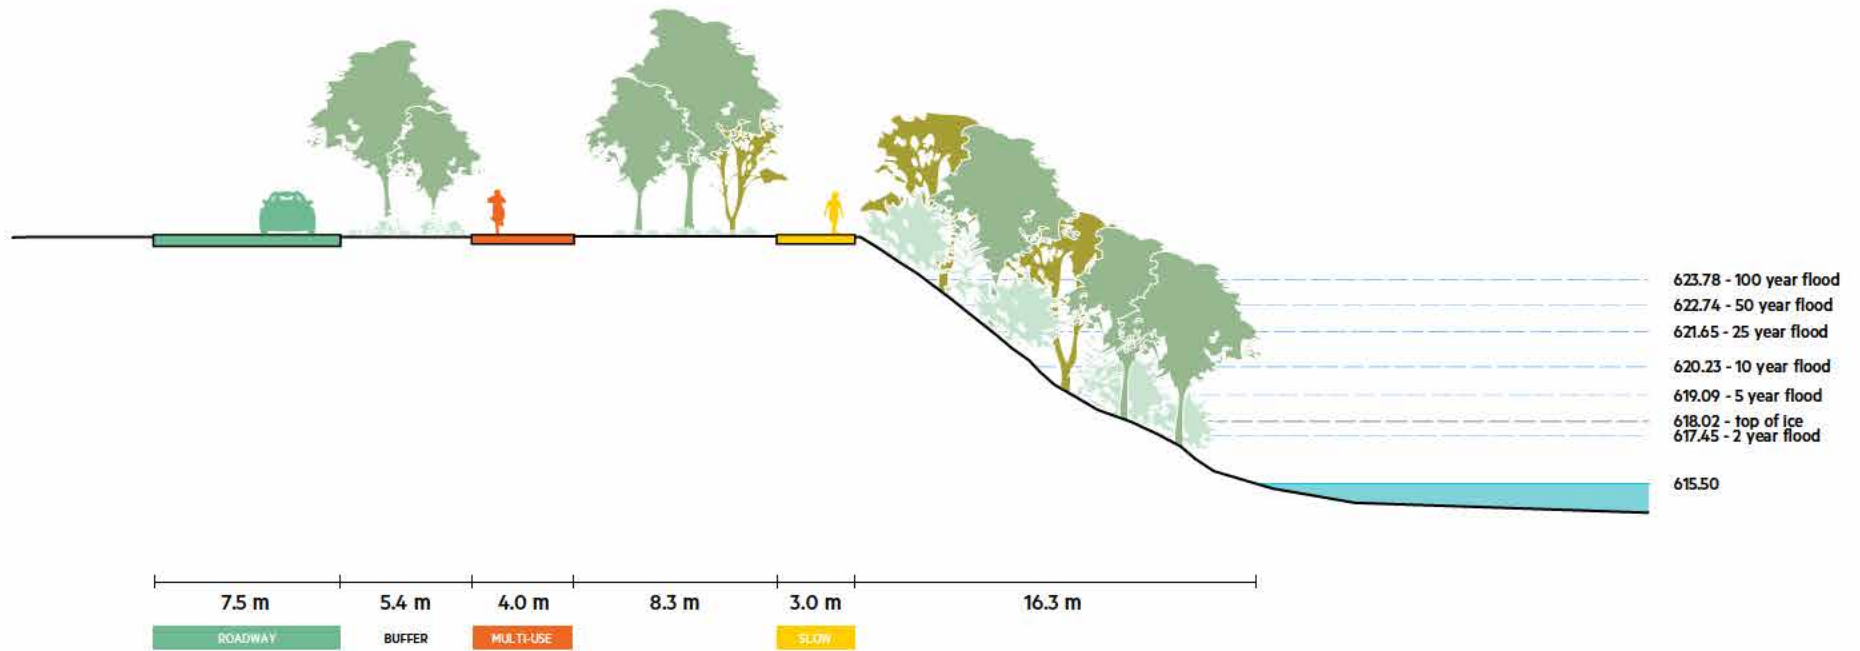 623.78 - 100 year flood
622.74 - 50 year flood
621.65 - 25 year flood
620.23 - 10 year flood
619.09 - 5 year flood
618.02 - top of ice
617.45 - 2 year flood
615.50
7.5 m 5.4 m 4.0 m 8.3 m 3.0 m 16.3 m
ROADWAY BUFFER MULTI-USE SLOW